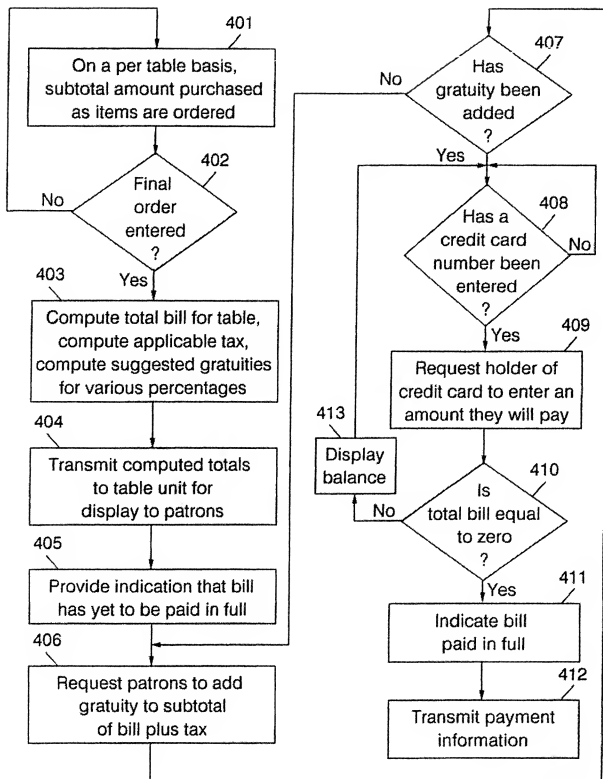 401
On a per table basis,
subtotal amount purchased
as items are ordered
402
No
Final
order
entered
?
Yes
403
Compute total bill for table,
compute applicable tax,
compute suggested gratuities
for various percentages
404
Transmit computed totals
to table unit for
display to patrons
405
Provide indication that bill
has yet to be paid in full
406
Request patrons to add
gratuity to subtotal
of bill plus tax
407
No
Has
gratuity been
added
?
Yes
408
Has a
credit card
number been
entered
?
No
Yes
409
Request holder of
credit card to enter an
amount they will pay
413
Display
balance
410
Is
total bill equal
to zero
?
No
Yes
411
Indicate bill
paid in full
412
Transmit payment
information